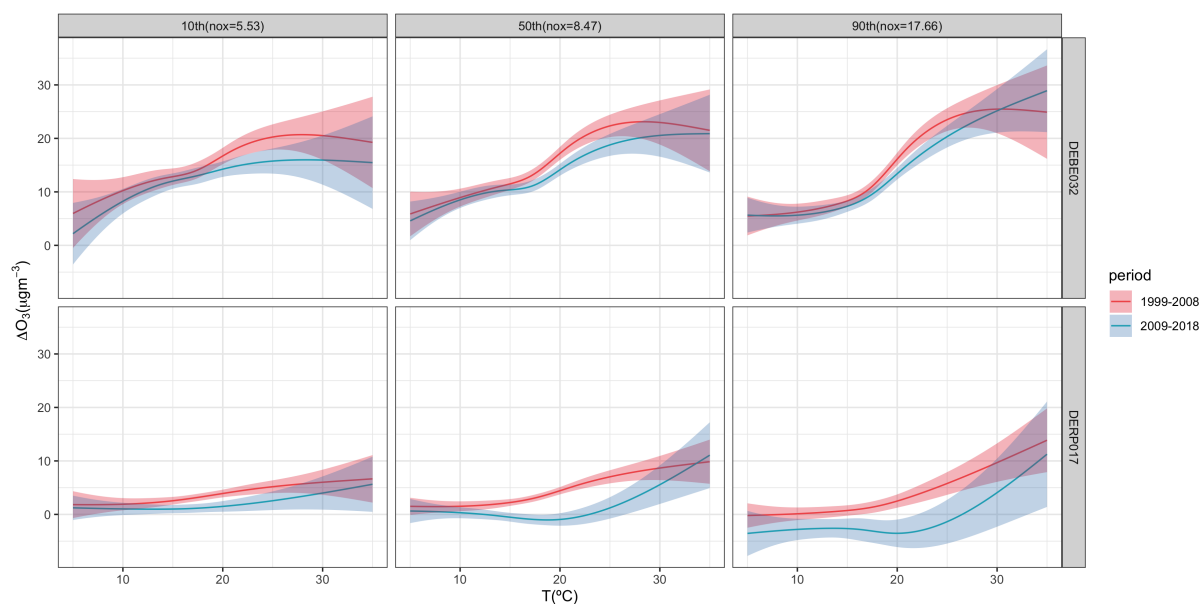 10th(nox=5.53) 50th(nox=8.47) 90th(nox=17.66)
30
20
10
0
DEBE032
ΔO₃(μgm⁻³)
period
1999-2008
2009-2018
30
20
10
0
DERP017
10 20 30 10 20 30 10 20 30
T(ºC)